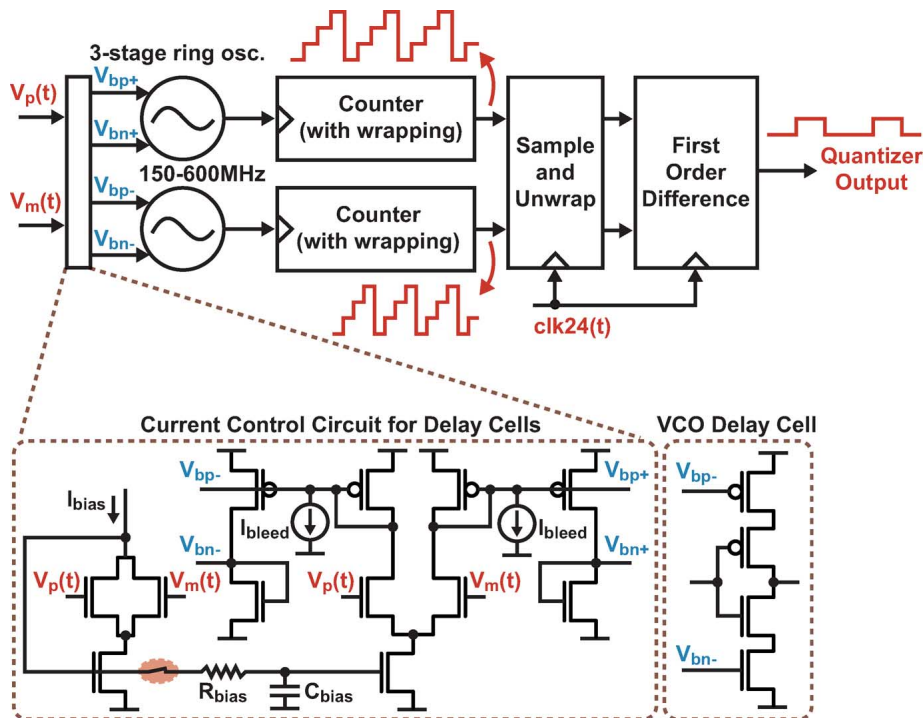 3-stage ring osc.
Vp(t)
Vbp+
Vbn+
150-600MHz
Vm(t)
Vbp-
Vbn-
Counter
(with wrapping)
Counter
(with wrapping)
Sample
and
Unwrap
First
Order
Difference
Quantizer
Output
clk24(t)
Current Control Circuit for Delay Cells
Ibias
Vp(t)
Vm(t)
Vbp-
Ibleed
Vbn-
Vp(t)
Vm(t)
Vbp+
Ibleed
Vbn+
Rbias
Cbias
VCO Delay Cell
Vbp-
Vbn-